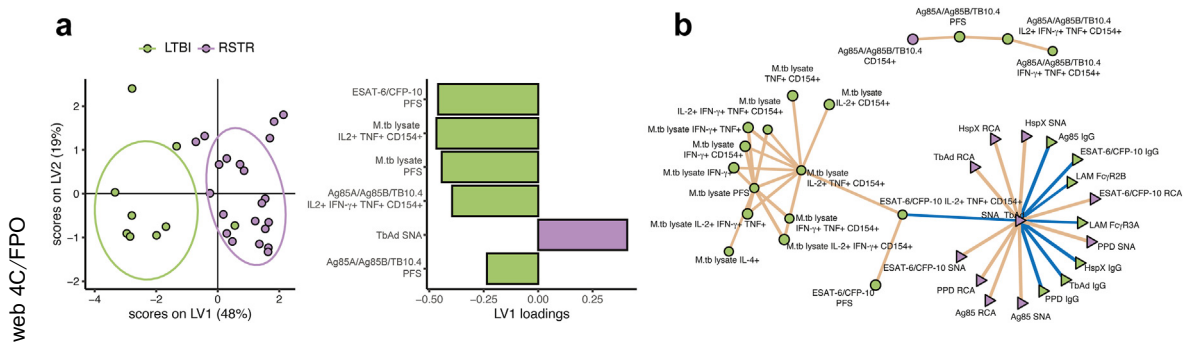 web 4C/FPO
a
LTBI
RSTR
scores on LV2 (19%)
2
1
0
−1
−2
−4
−2
0
2
scores on LV1 (48%)
ESAT-6/CFP-10
PFS
M.tb lysate
IL2+ TNF+ CD154+
M.tb lysate
PFS
Ag85A/Ag85B/TB10.4
IL2+ IFN-γ+ TNF+ CD154+
TbAd SNA
Ag85A/Ag85B/TB10.4
PFS
−0.50
−0.25
0.00
0.25
LV1 loadings
b
Ag85A/Ag85B/TB10.4
PFS
Ag85A/Ag85B/TB10.4
IL2+ IFN-γ+ TNF+ CD154+
Ag85A/Ag85B/TB10.4
CD154+
Ag85A/Ag85B/TB10.4
IFN-γ+ TNF+ CD154+
M.tb lysate
TNF+ CD154+
M.tb lysate
IL-2+ CD154+
M.tb lysate
IL-2+ IFN-γ+ TNF+ CD154+
M.tb lysate IFN-γ+ TNF+
M.tb lysate
IFN-γ+ CD154+
M.tb lysate IFN-γ+
M.tb lysate PFS
M.tb lysate
IL-2+ TNF+ CD154+
M.tb lysate IL-2+ IFN-γ+ TNF+
M.tb lysate
IFN-γ+ TNF+ CD154+
M.tb lysate IL-2+ IFN-γ+ CD154+
M.tb lysate IL-4+
ESAT-6/CFP-10 IL-2+ TNF+ CD154+
ESAT-6/CFP-10
PFS
SNA_TbAd
HspX RCA
HspX SNA
Ag85 IgG
ESAT-6/CFP-10 IgG
TbAd RCA
LAM FcγR2B
ESAT-6/CFP-10 RCA
LAM FcγR3A
PPD SNA
HspX IgG
TbAd IgG
PPD IgG
Ag85 SNA
Ag85 RCA
PPD RCA
ESAT-6/CFP-10 SNA